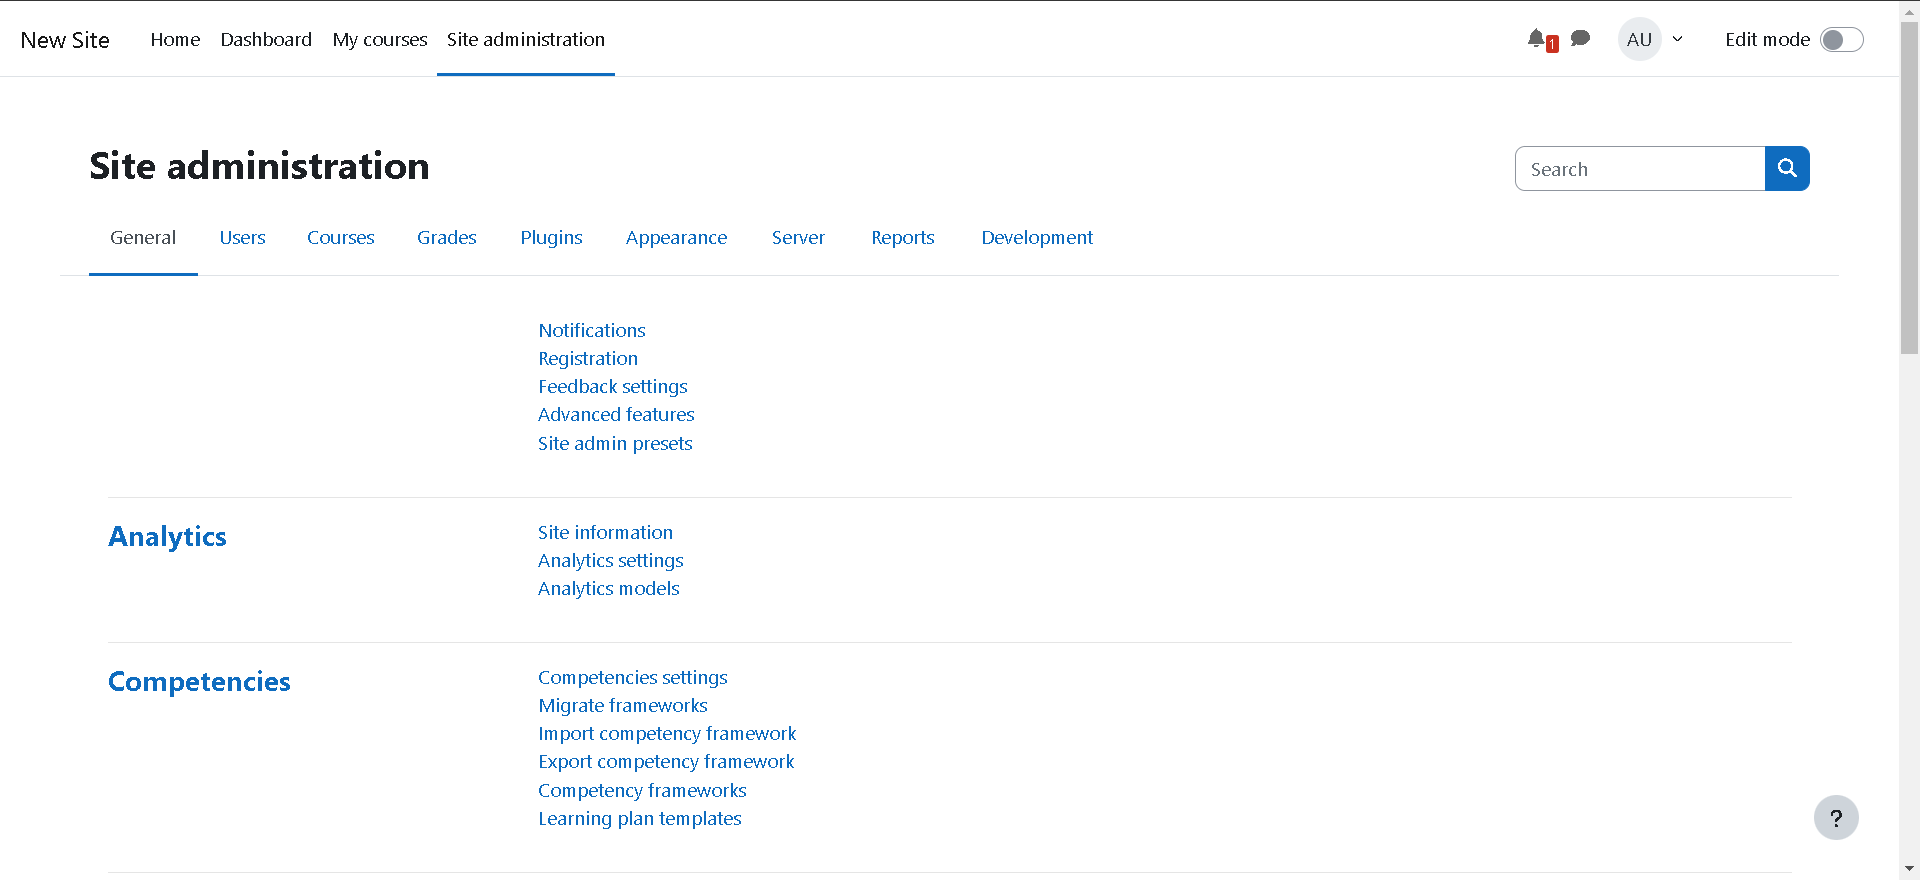 New Site Home Dashboard My courses Site administration 1 AU Edit mode
Site administration
Search
General Users Courses Grades Plugins Appearance Server Reports Development
Notifications
Registration
Feedback settings
Advanced features
Site admin presets
Analytics
Site information
Analytics settings
Analytics models
Competencies
Competencies settings
Migrate frameworks
Import competency framework
Export competency framework
Competency frameworks
Learning plan templates
?